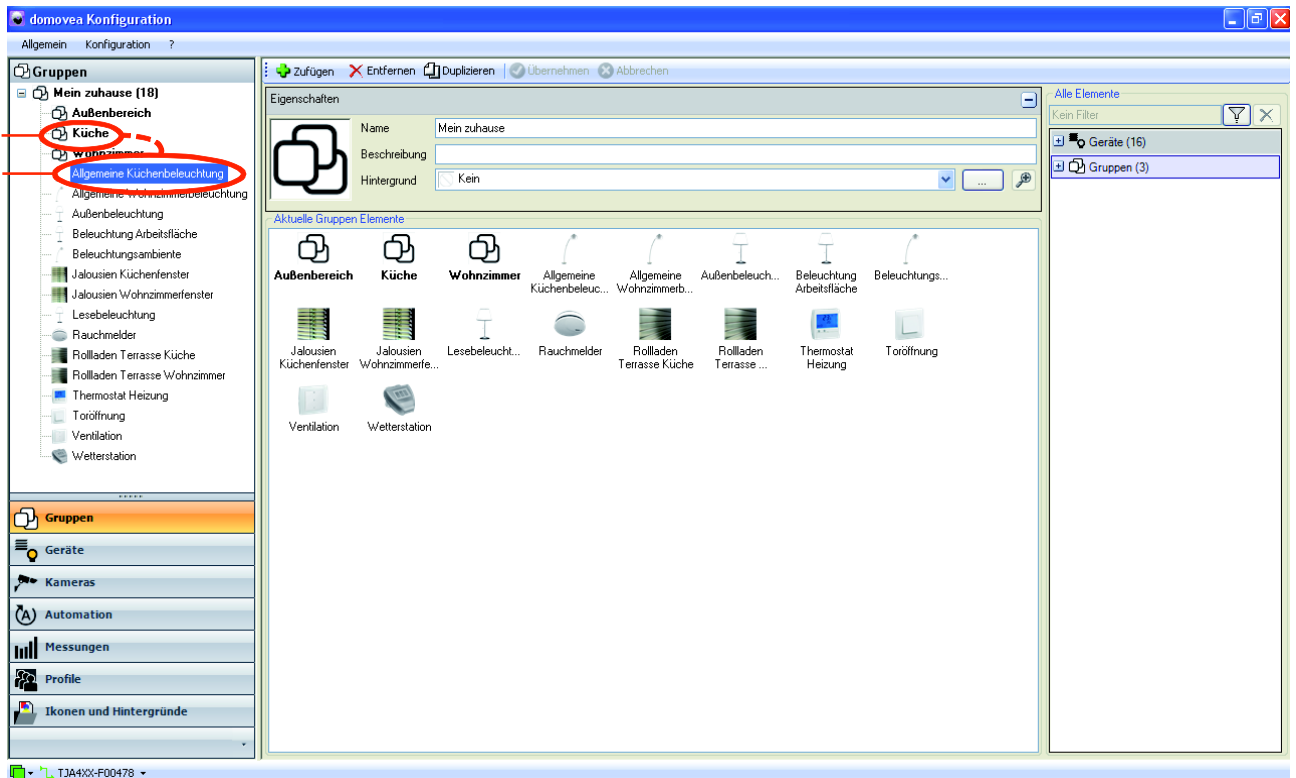 domovea Konfiguration
Allgemein Konfiguration ?
Gruppen
Mein zuhause (18)
Außenbereich
Küche
Wohnzimmer
Allgemeine Küchenbeleuchtung
Allgemeine Wohnzimmerbeleuchtung
Außenbeleuchtung
Beleuchtung Arbeitsfläche
Beleuchtungsambiente
Jalousien Küchenfenster
Jalousien Wohnzimmerfenster
Lesebeleuchtung
Rauchmelder
Rollladen Terrasse Küche
Rollladen Terrasse Wohnzimmer
Thermostat Heizung
Toröffnung
Ventilation
Wetterstation
Gruppen
Geräte
Kameras
Automation
Messungen
Profile
Ikonen und Hintergründe
Zufügen Entfernen Duplizieren Übernehmen Abbrechen
Eigenschaften
Name Mein zuhause
Beschreibung
Hintergrund Kein ...
Aktuelle Gruppen Elemente
Außenbereich
Küche
Wohnzimmer
Allgemeine
Küchenbeleuc...
Allgemeine
Wohnzimmerb...
Außenbeleuch...
Beleuchtung
Arbeitsfläche
Beleuchtungs...
Jalousien
Küchenfenster
Jalousien
Wohnzimmerfe...
Lesebeleucht...
Rauchmelder
Rollladen
Terrasse Küche
Rollladen
Terrasse ...
Thermostat
Heizung
Toröffnung
Ventilation
Wetterstation
Alle Elemente
Kein Filter
Geräte (16)
Gruppen (3)
TJA4XX-F00478